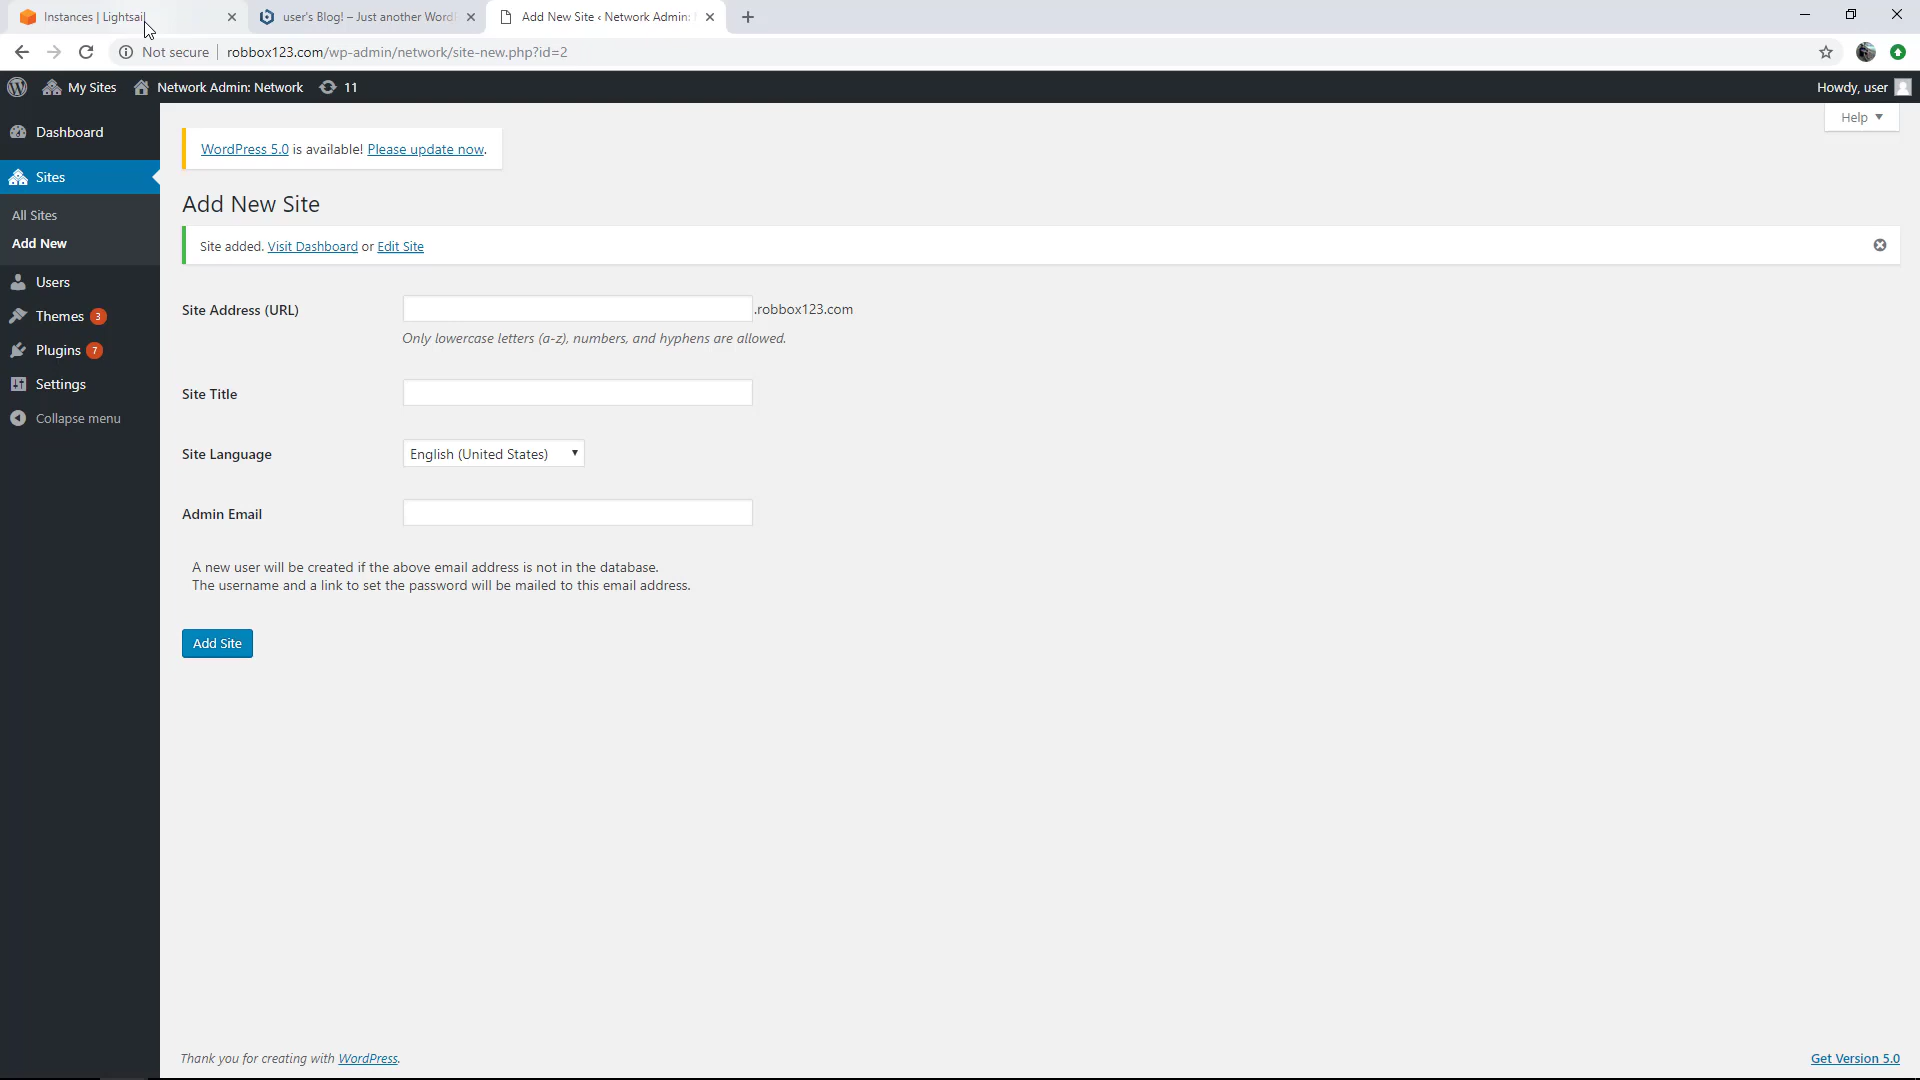 Instances | Lightsail
user's Blog! – Just another Word
Add New Site ‹ Network Admin:
Not secure
robbox123.com/wp-admin/network/site-new.php?id=2
My Sites
Network Admin: Network
11
Howdy, user
Help
Dashboard
WordPress 5.0 is available! Please update now.
Sites
Add New Site
All Sites
Site added. Visit Dashboard or Edit Site
Add New
Users
Site Address (URL)
.robbox123.com
Themes 3
Only lowercase letters (a-z), numbers, and hyphens are allowed.
Plugins 7
Settings
Site Title
Collapse menu
Site Language
English (United States)
Admin Email
A new user will be created if the above email address is not in the database.
The username and a link to set the password will be mailed to this email address.
Add Site
Thank you for creating with WordPress.
Get Version 5.0